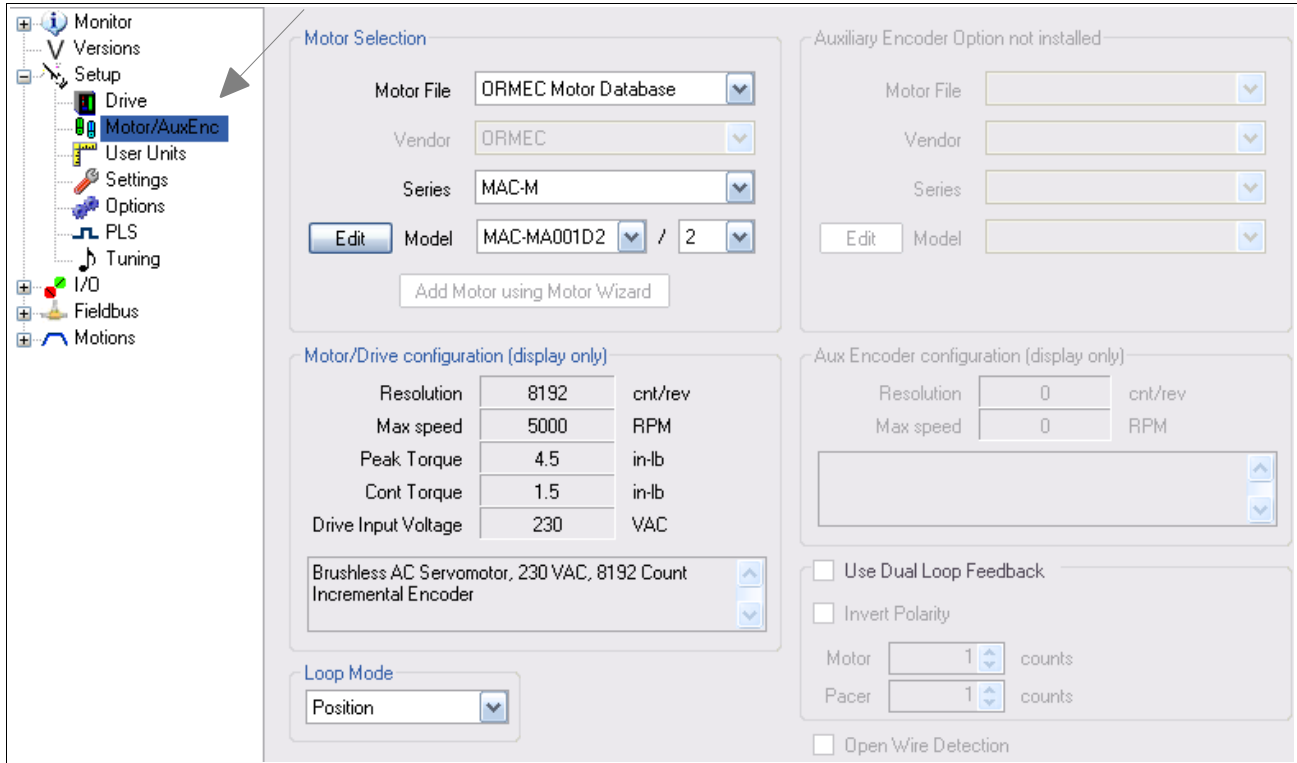 Monitor
Versions
Setup
Drive
Motor/AuxEnc
User Units
Settings
Options
PLS
Tuning
I/O
Fieldbus
Motions
Motor Selection
Motor File ORMEC Motor Database
Vendor ORMEC
Series MAC-M
Edit Model MAC-MA001D2 / 2
Add Motor using Motor Wizard
Motor/Drive configuration (display only)
Resolution 8192 cnt/rev
Max speed 5000 RPM
Peak Torque 4.5 in-lb
Cont Torque 1.5 in-lb
Drive Input Voltage 230 VAC
Brushless AC Servomotor, 230 VAC, 8192 Count
Incremental Encoder
Loop Mode
Position
Auxiliary Encoder Option not installed
Motor File
Vendor
Series
Edit Model
Aux Encoder configuration (display only)
Resolution 0 cnt/rev
Max speed 0 RPM
Use Dual Loop Feedback
Invert Polarity
Motor 1 counts
Pacer 1 counts
Open Wire Detection